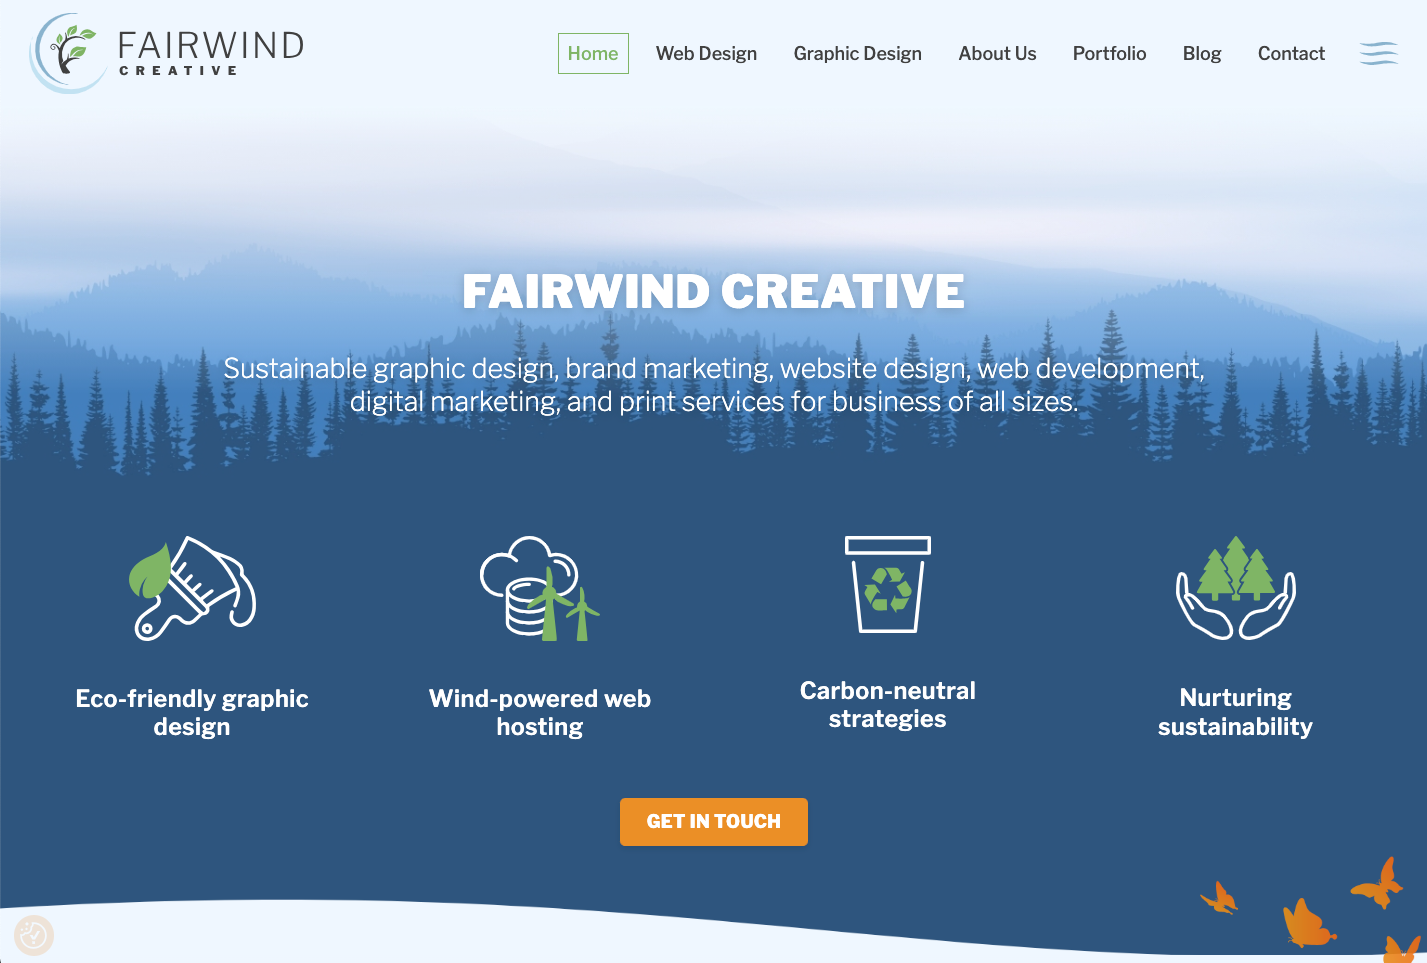 FAIRWIND
CREATIVE
Home Web Design Graphic Design About Us Portfolio Blog Contact
FAIRWIND CREATIVE
Sustainable graphic design, brand marketing, website design, web development,
digital marketing, and print services for business of all sizes.
Eco-friendly graphic
design
Wind-powered web
hosting
Carbon-neutral
strategies
Nurturing
sustainability
GET IN TOUCH